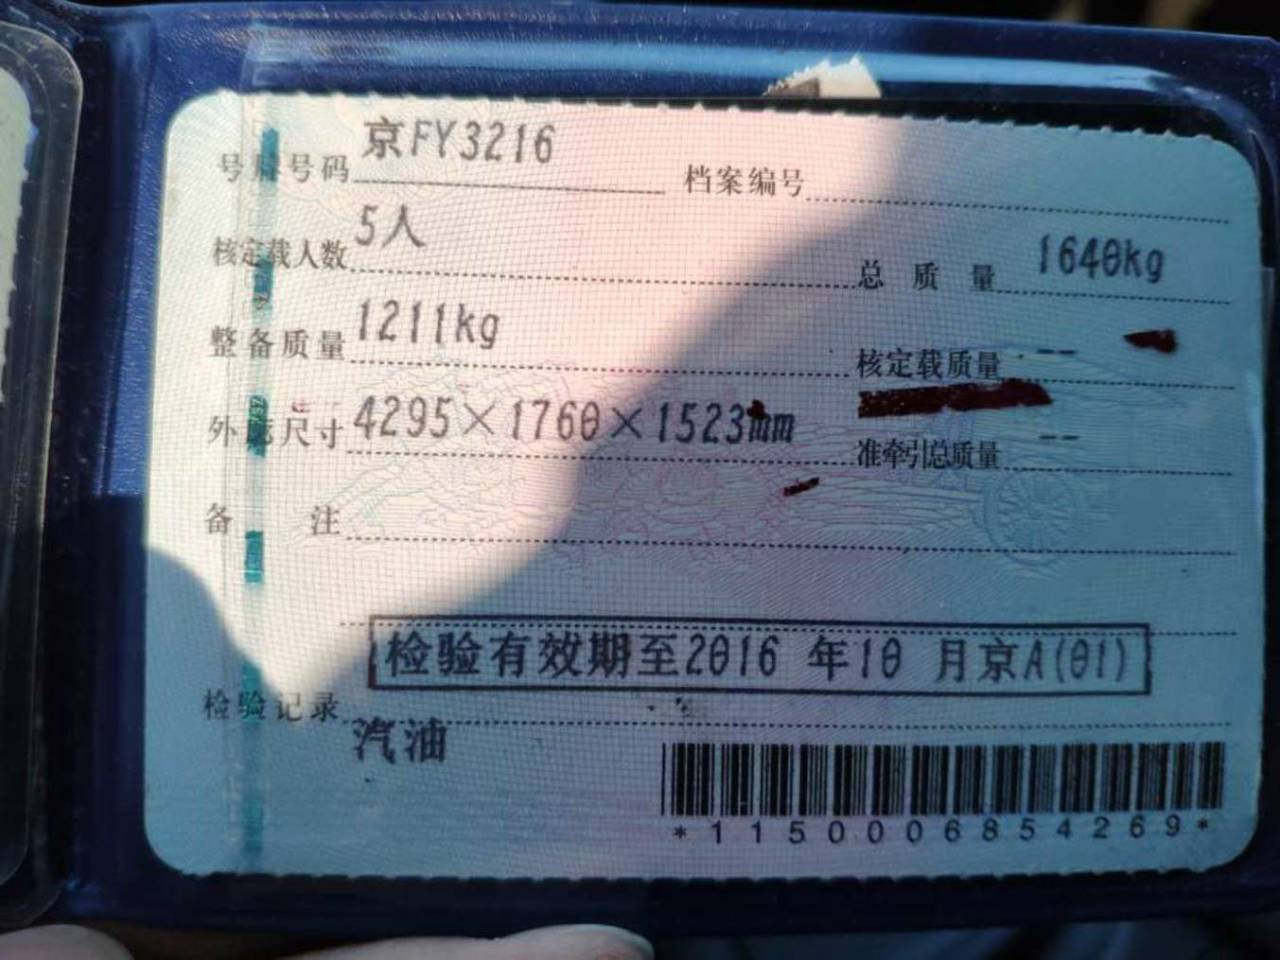 号牌号码 京FY3216 档案编号
核定载人数 5人 总质量 1640kg
整备质量 1211kg 核定载质量 --
外廓尺寸 4295×1760×1523mm 准牵引总质量 --
备注
检验有效期至2016 年10 月京A(01)
检验记录
汽油
*1150006854269*